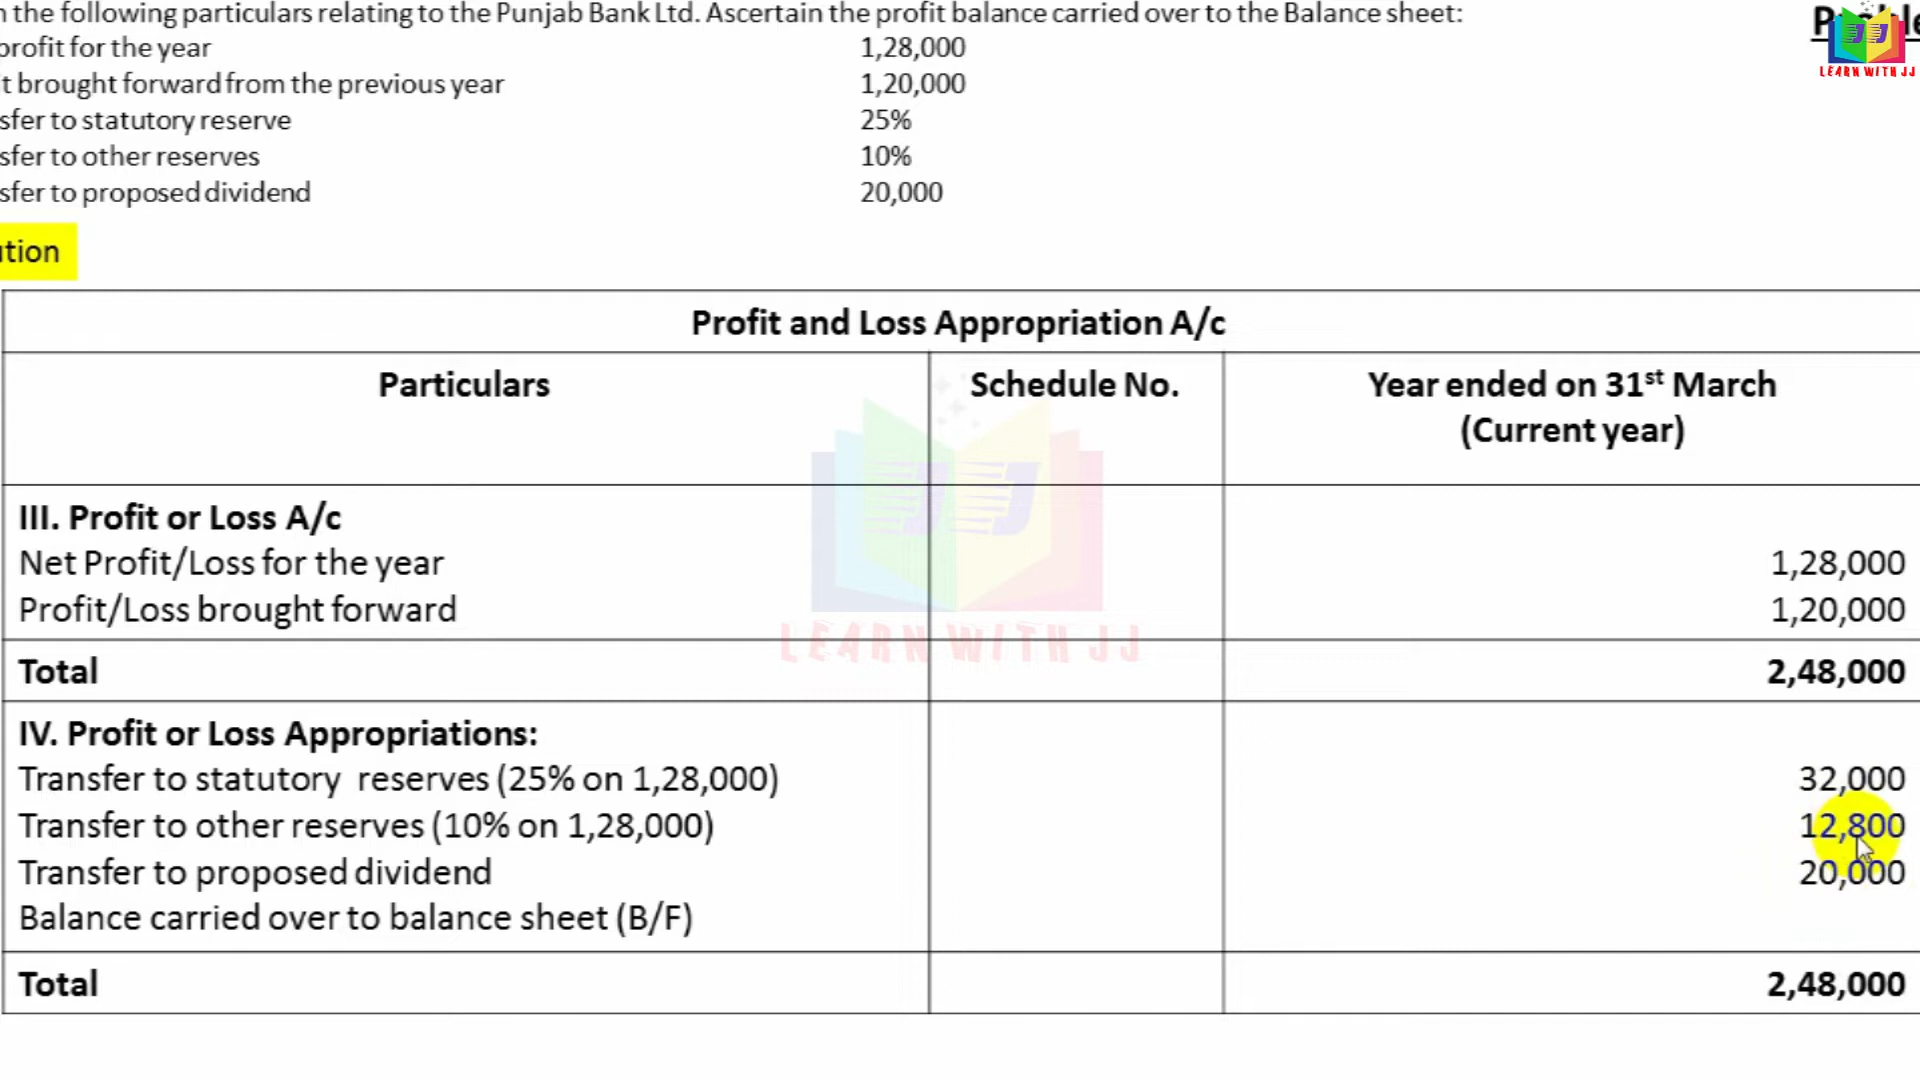 n the following particulars relating to the Punjab Bank Ltd. Ascertain the profit balance carried over to the Balance sheet:
profit for the year 1,28,000
t brought forward from the previous year 1,20,000
sfer to statutory reserve 25%
sfer to other reserves 10%
sfer to proposed dividend 20,000
LEARN WITH JJ
ution
Profit and Loss Appropriation A/c
Particulars Schedule No. Year ended on 31st March
(Current year)
III. Profit or Loss A/c
Net Profit/Loss for the year 1,28,000
Profit/Loss brought forward 1,20,000
LEARN WITH JJ
Total 2,48,000
IV. Profit or Loss Appropriations:
Transfer to statutory reserves (25% on 1,28,000) 32,000
Transfer to other reserves (10% on 1,28,000) 12,800
Transfer to proposed dividend 20,000
Balance carried over to balance sheet (B/F)
Total 2,48,000